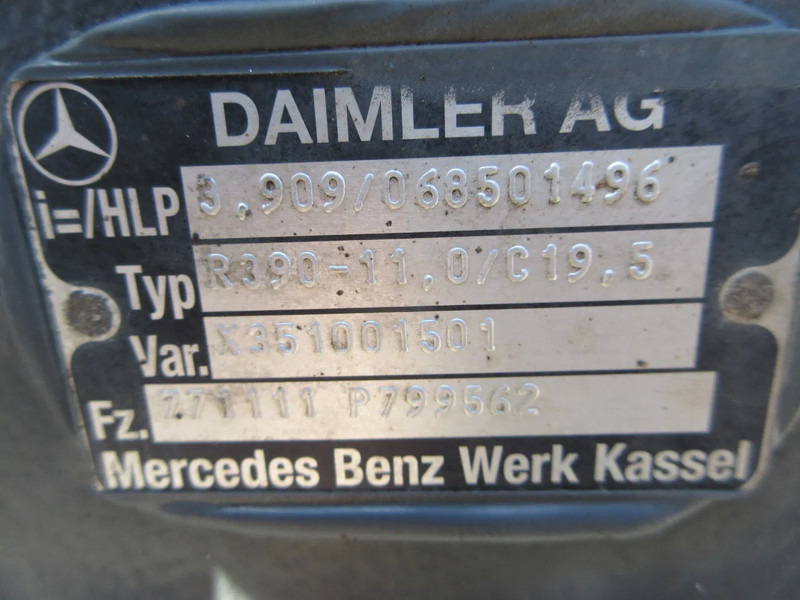 DAIMLER AG
i=/HLP 3.909/068501496
Typ R390-11,0/C19,5
Var. X351001501
Fz. 771111 P799562
Mercedes Benz Werk Kassel